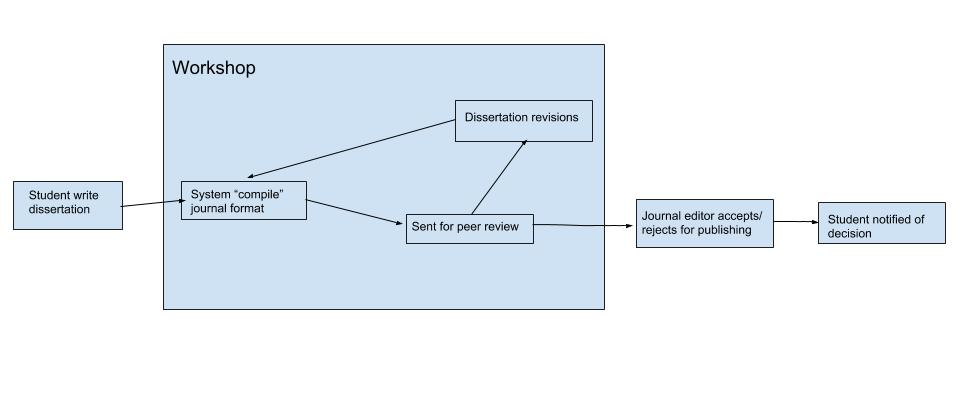 Workshop
Dissertation revisions
Student write
dissertation
System “compile”
journal format
Sent for peer review
Journal editor accepts/
rejects for publishing
Student notified of
decision